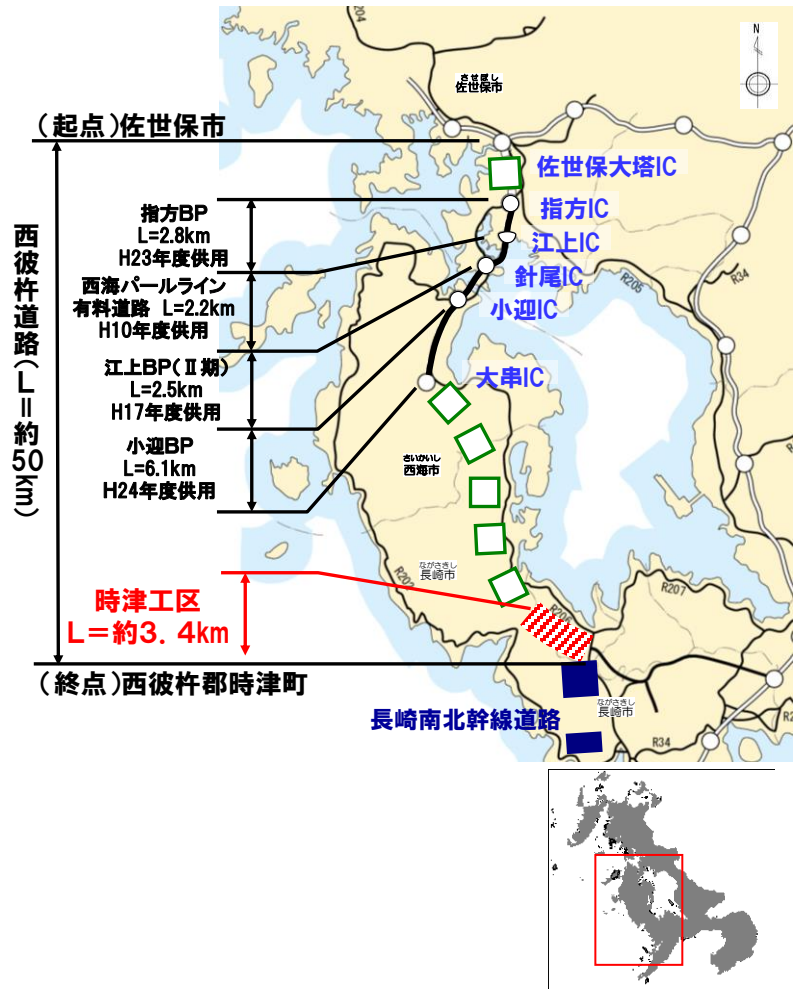 R204
N
させぼし
佐世保市
(起点)佐世保市
佐世保大塔IC
指方IC
江上IC
針尾IC
小迎IC
大串IC
指方BP
L=2.8km
H23年度供用
西海パールライン
有料道路 L=2.2km
H10年度供用
江上BP(Ⅱ期)
L=2.5km
H17年度供用
小迎BP
L=6.1km
H24年度供用
西彼杵道路(L=約50km)
R205
R34
さいかいし
西海市
ながさきし
長崎市
R202
R207
時津工区
L=約3.4km
(終点)西彼杵郡時津町
長崎南北幹線道路
ながさきし
長崎市
R34